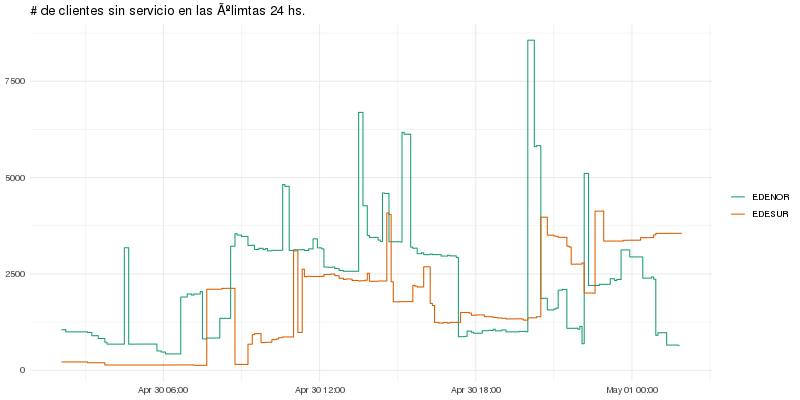 # de clientes sin servicio en las Ãºlimtas 24 hs.
7500
5000
2500
0
Apr 30 06:00
Apr 30 12:00
Apr 30 18:00
May 01 00:00
EDENOR
EDESUR